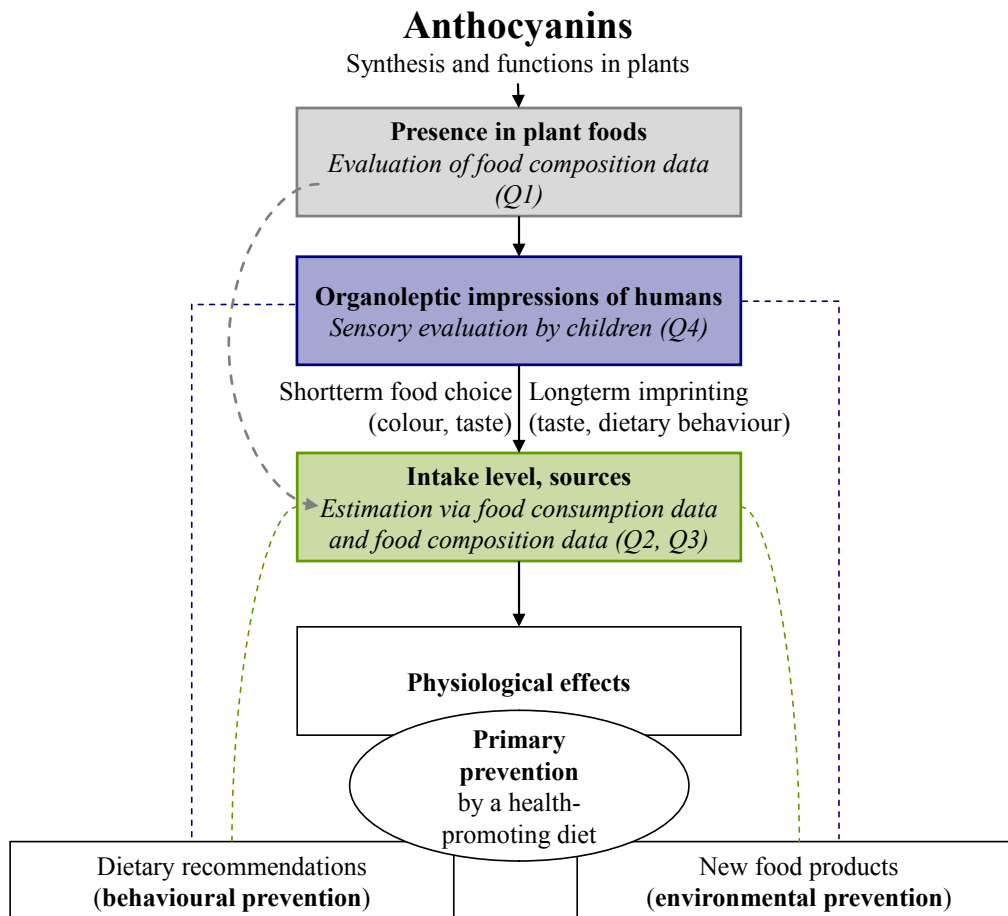 Anthocyanins
Synthesis and functions in plants
Presence in plant foods
Evaluation of food composition data
(Q1)
Organoleptic impressions of humans
Sensory evaluation by children (Q4)
Shortterm food choice
(colour, taste)
Longterm imprinting
(taste, dietary behaviour)
Intake level, sources
Estimation via food consumption data
and food composition data (Q2, Q3)
Physiological effects
Primary
prevention
by a health-
promoting diet
Dietary recommendations
(behavioural prevention)
New food products
(environmental prevention)